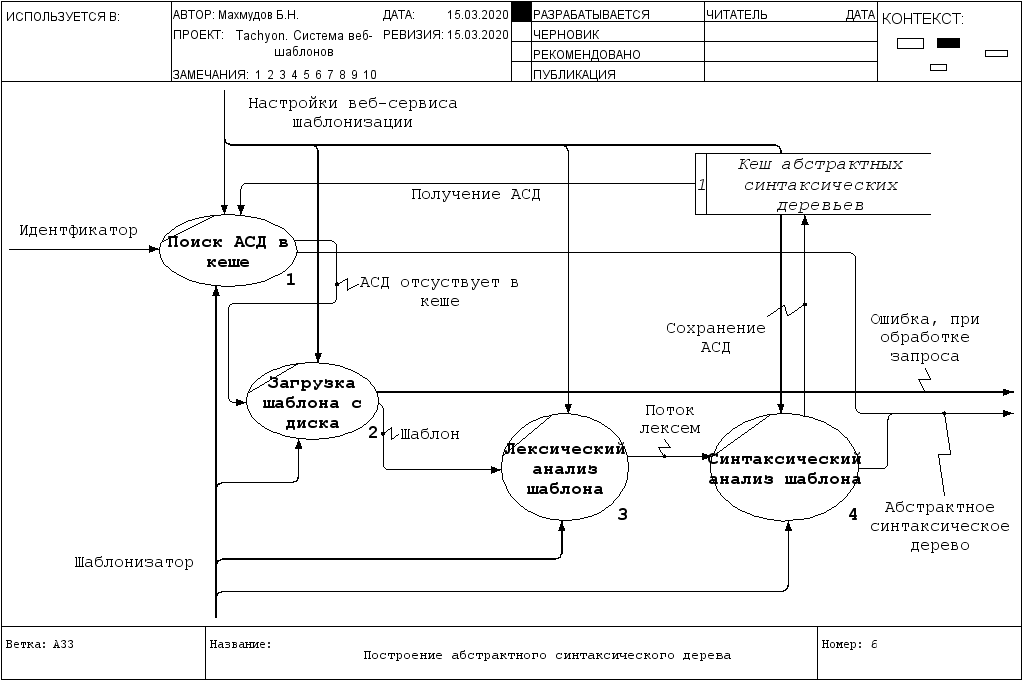 ИСПОЛЬЗУЕТСЯ В:
АВТОР: Махмудов Б.Н.
ДАТА: 15.03.2020
ПРОЕКТ: Tachyon. Система веб-
шаблонов
РЕВИЗИЯ: 15.03.2020
ЗАМЕЧАНИЯ: 1 2 3 4 5 6 7 8 9 10
РАЗРАБАТЫВАЕТСЯ
ЧЕРНОВИК
РЕКОМЕНДОВАНО
ПУБЛИКАЦИЯ
ЧИТАТЕЛЬ
ДАТА
КОНТЕКСТ:
Настройки веб-сервиса
шаблонизации
1
Кеш абстрактных
синтаксических
деревьев
Получение АСД
Идентфикатор
Поиск АСД в
кеше
1
АСД отсуствует в
кеше
Сохранение
АСД
Ошибка, при
обработке
запроса
Загрузка
шаблона с
диска
2
Шаблон
Поток
лексем
Лексический
анализ
шаблона
3
Синтаксический
анализ шаблона
4
Абстрактное
синтаксическое
дерево
Шаблонизатор
Ветка: A33
Название:
Построение абстрактного синтаксического дерева
Номер: 6